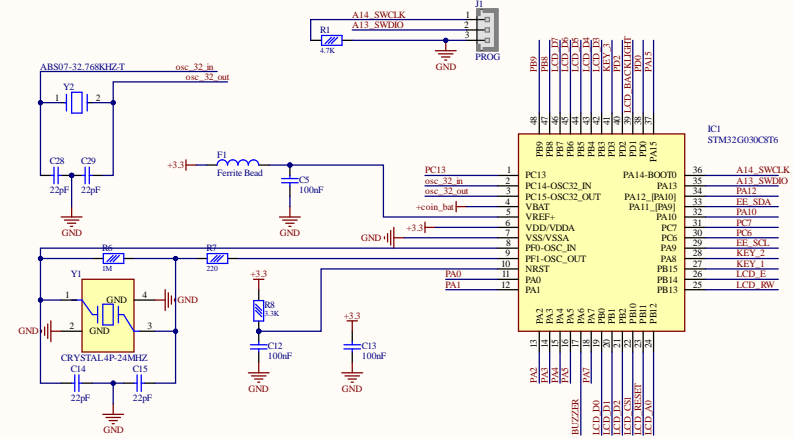 J1
A14_SWCLK 1
A13_SWDIO 2
3
R1
4.7K
GND
PROG
ABS07-32.768KHZ-T
osc_32_in
osc_32_out
Y2
1 2
C28 C29
22pF 22pF
GND
+3.3
F1
Ferrite Bead
C5
100nF
GND
PB9 PB8 LCD_D7 LCD_D6 LCD_D5 LCD_D4 LCD_D3 KEY_3 PD2 LCD_BACKLIGHT PD0 PA15
48 47 46 45 44 43 42 41 40 39 38 37
IC1
STM32G030C8T6
PB9 PB8 PB7 PB6 PB5 PB4 PB3 PD3 PD2 PD1 PD0 PA15
PC13 1 PC13
osc_32_in 2 PC14-OSC32_IN
osc_32_out 3 PC15-OSC32_OUT
+coin_bat 4 VBAT
5 VREF+
+3.3 6 VDD/VDDA
GND 7 VSS/VSSA
8 PF0-OSC_IN
9 PF1-OSC_OUT
10 NRST
PA0 11 PA0
PA1 12 PA1
PA14-BOOT0 36 A14_SWCLK
PA13 35 A13_SWDIO
PA12_[PA10] 34 PA12
PA11_[PA9] 33 EE_SDA
PA10 32 PA10
PC7 31 PC7
PC6 30 PC6
PA9 29 EE_SCL
PA8 28 KEY_2
PB15 27 KEY_1
PB14 26 LCD_E
PB13 25 LCD_RW
PA2 PA3 PA4 PA5 PA6 PA7 PB0 PB1 PB2 PB10 PB11 PB12
13 14 15 16 17 18 19 20 21 22 23 24
PA2 PA3 PA4 PA5 BUZZER PA7 LCD_D0 LCD_D1 LCD_D2 LCD_CS1 LCD_RESET LCD_A0
R6
1M
R7
220
Y1
1 GND 4 GND
GND 2 GND 3
CRYSTAL4P-24MHZ
C14 C15
22pF 22pF
GND
+3.3
R8
3.3K
C12
100nF
GND
+3.3
C13
100nF
GND